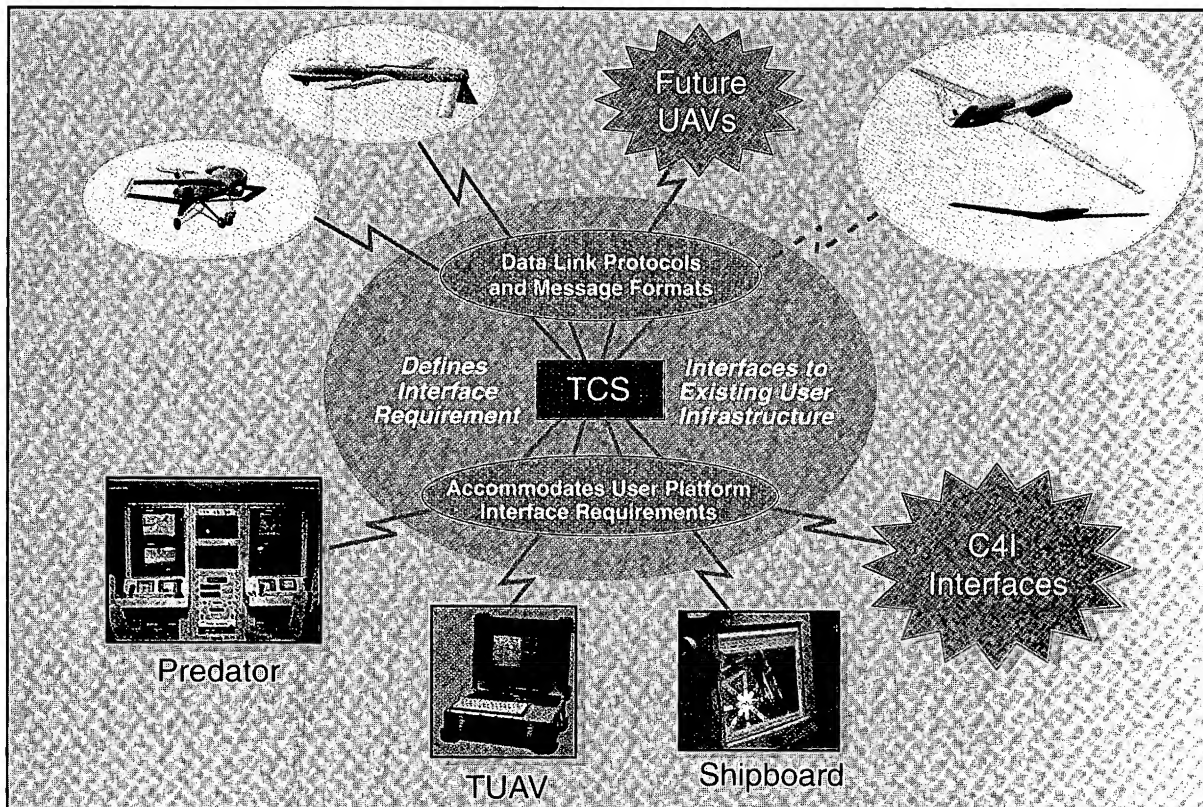 Future
UAVs
Data Link Protocols
and Message Formats
Defines
Interface
Requirement
TCS
Interfaces to
Existing User
Infrastructure
Accommodates User Platform
Interface Requirements
C4I
Interfaces
Predator
TUAV
Shipboard